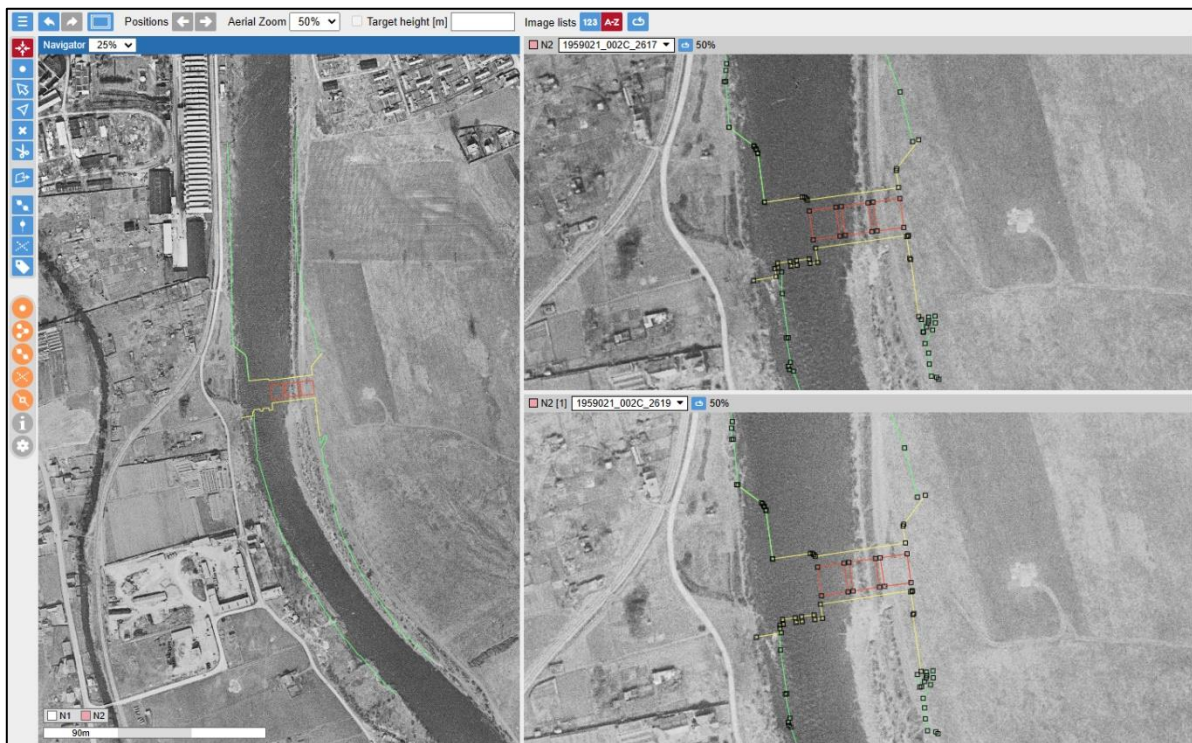 Positions Aerial Zoom 50% Target height [m] Image lists 123 A-Z
Navigator 25%
N2 1959021_002C_2617 50%
N2 [1] 1959021_002C_2619 50%
N1 N2
90m